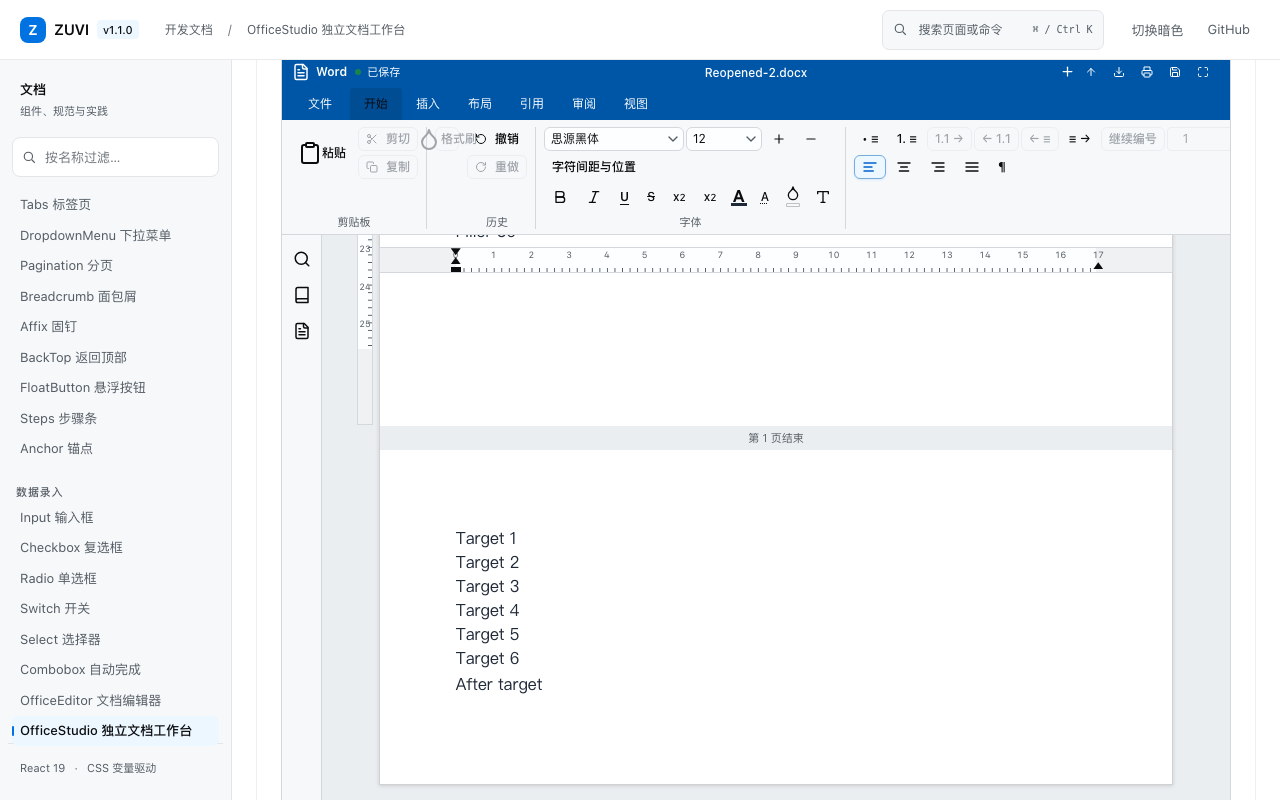 Z ZUVI v1.1.0 开发文档 / OfficeStudio 独立文档工作台 搜索页面或命令 ⌘ / Ctrl K 切换暗色 GitHub
文档
组件、规范与实践
按名称过滤...
Tabs 标签页
DropdownMenu 下拉菜单
Pagination 分页
Breadcrumb 面包屑
Affix 固钉
BackTop 返回顶部
FloatButton 悬浮按钮
Steps 步骤条
Anchor 锚点
数据录入
Input 输入框
Checkbox 复选框
Radio 单选框
Switch 开关
Select 选择器
Combobox 自动完成
OfficeEditor 文档编辑器
OfficeStudio 独立文档工作台
React 19 · CSS 变量驱动
Word 已保存 Reopened-2.docx
文件 开始 插入 布局 引用 审阅 视图
粘贴 剪切 格式刷 撤销 思源黑体 12 + − • ≡ 1. ≡ 1.1 → ← 1.1 ← ≡ ≡ → 继续编号 1
复制 重做 字符间距与位置 ¶
B I U S x2 x2 A A T
剪贴板 历史 字体
1 2 3 4 5 6 7 8 9 10 11 12 13 14 15 16 17
23
24
25
第 1 页结束
Target 1
Target 2
Target 3
Target 4
Target 5
Target 6
After target